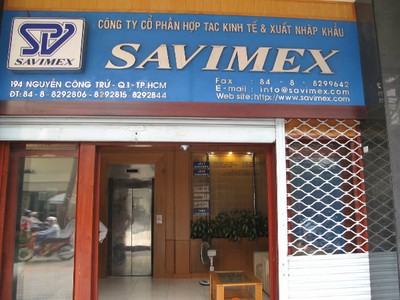 CÔNG TY CỔ PHẦN HỢP TÁC KINH TẾ & XUẤT NHẬP KHẨU
SAVIMEX
SAVIMEX
194 NGUYỄN CÔNG TRỨ - Q.1 - TP.HCM
ĐT: 84-8-8292806 - 8292815 8292844
Fax : 84 - 8 - 8299642
E-mail : info@savimex.com
Web site: http://www.savimex.com